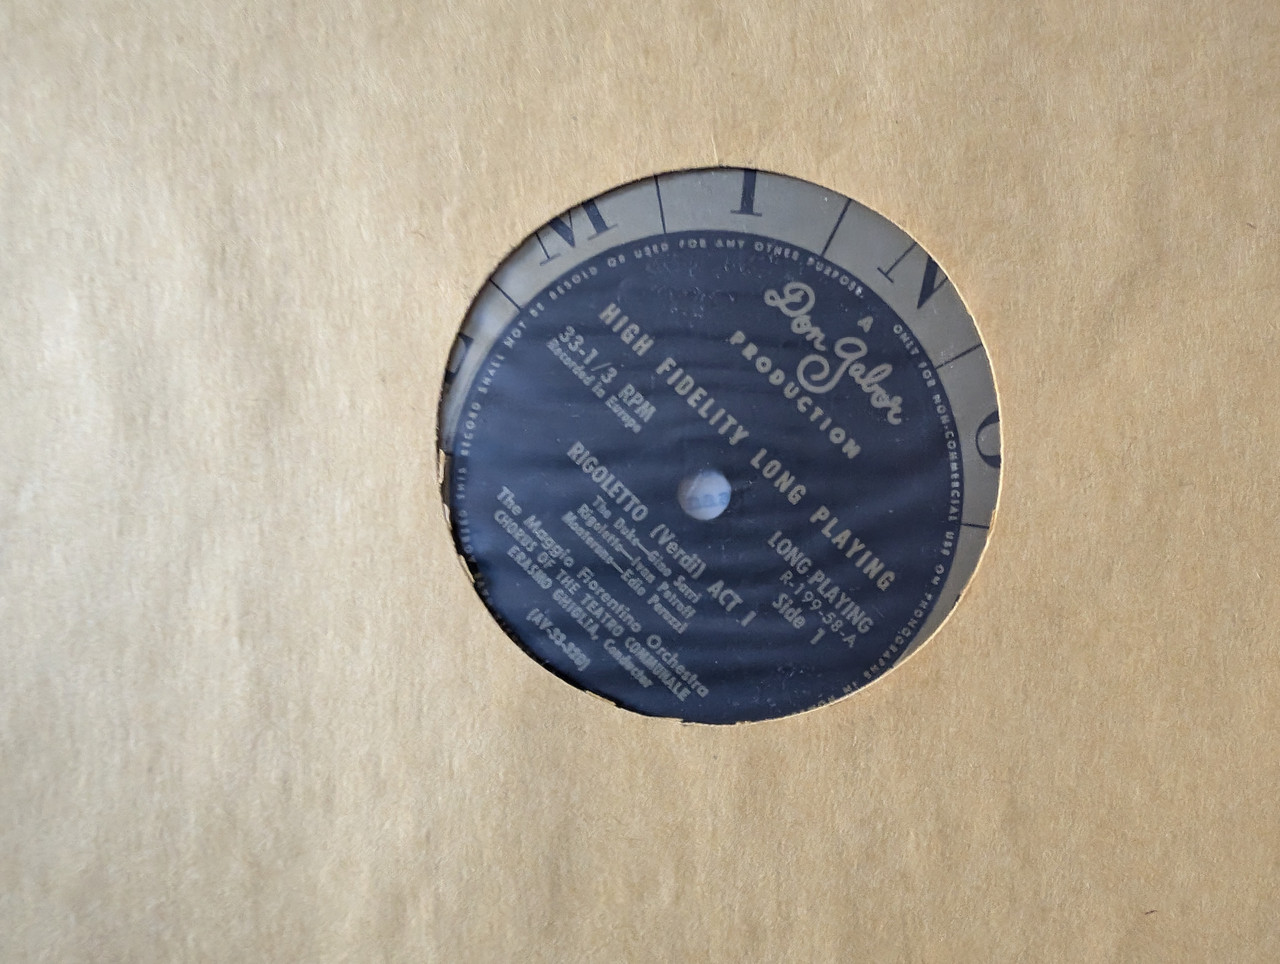 M I N O
THIS RECORD SHALL NOT BE RESOLD OR USED FOR ANY OTHER PURPOSE.
ONLY FOR NON-COMMERCIAL USE ON PHONOGRAPHS IN
A
Don Gabor
PRODUCTION
HIGH FIDELITY LONG PLAYING
33-1/3 RPM
Recorded in Europe
LONG PLAYING
R-199-58-A
Side 1
RIGOLETTO (Verdi) ACT 1
The Duke—Gino Sarri
Rigoletto—Ivan Petroff
Monterone—Edio Peruzzi
The Maggio Fiorentino Orchestra
CHORUS OF THE TEATRO COMMUNALE
ERASMO GHIGLIA, Conductor